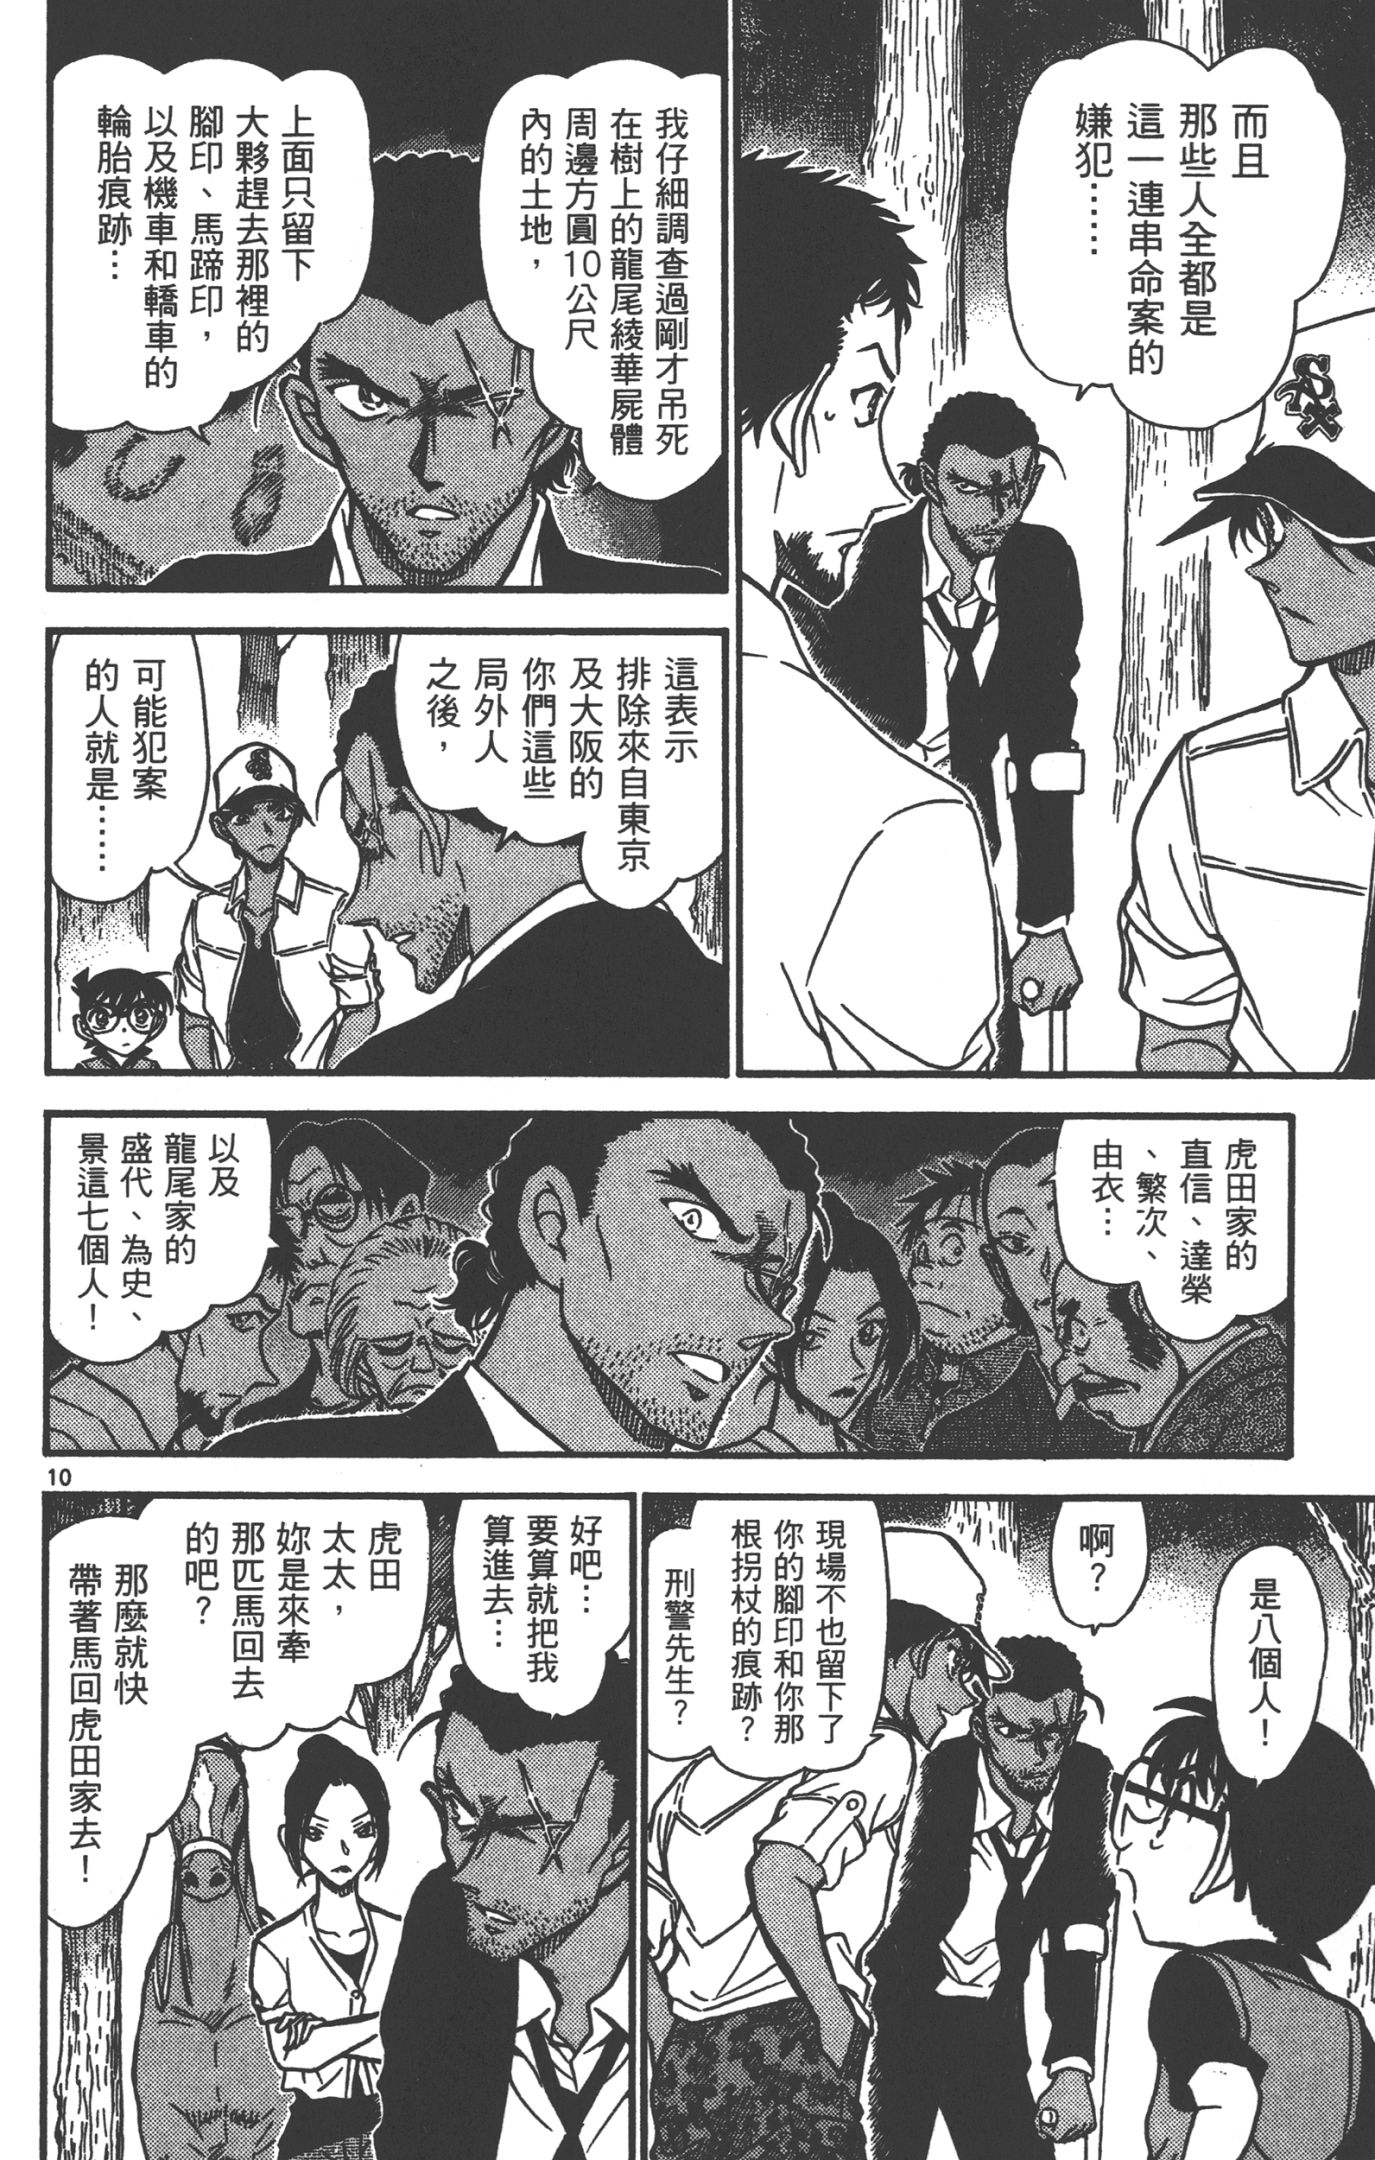 而且
那些人全都是
這一連串命案的
嫌犯……
我仔細調查過剛才吊死
在樹上的龍尾綾華屍體
周邊方圓10公尺
內的土地，
上面只留下
大夥趕去那裡的
腳印、馬蹄印，
以及機車和轎車的
輪胎痕跡…
這表示
排除來自東京
及大阪的
你們這些
局外人
之後，
可能犯案
的人就是……
虎田家的
直信、達榮
、繁次、
由衣…
以及
龍尾家的
盛代、為史、
景這七個人！
10
是八個人！
啊？
現場不也留下了
你的腳印和你那
根拐杖的痕跡？
刑警先生？
好吧…
要算就把我
算進去…
虎田
太太，
妳是來牽
那匹馬回去
的吧？
那麼就快
帶著馬回虎田家去！